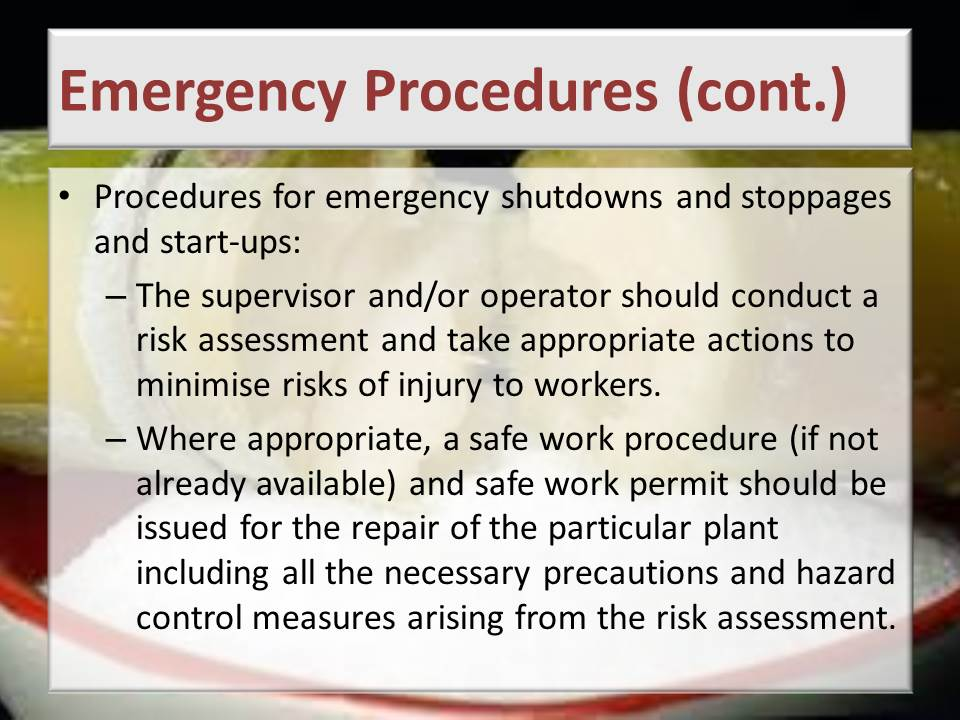 Emergency Procedures (cont.)
• Procedures for emergency shutdowns and stoppages
and start-ups:
– The supervisor and/or operator should conduct a
risk assessment and take appropriate actions to
minimise risks of injury to workers.
– Where appropriate, a safe work procedure (if not
already available) and safe work permit should be
issued for the repair of the particular plant
including all the necessary precautions and hazard
control measures arising from the risk assessment.